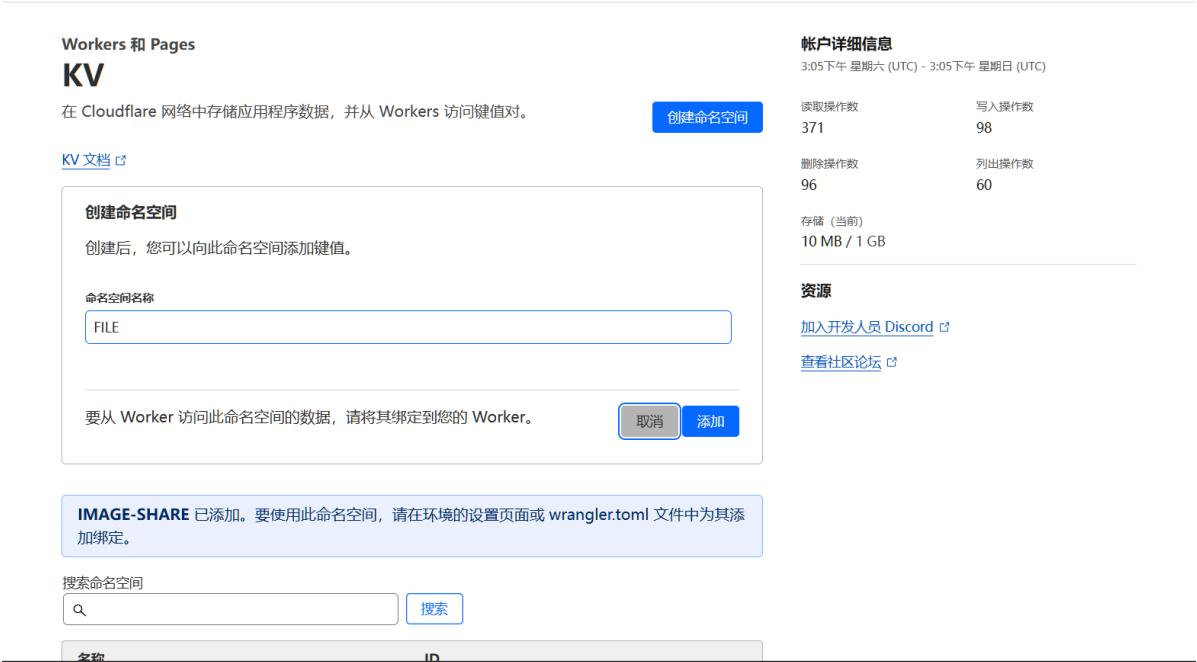 Workers 和 Pages
KV
在 Cloudflare 网络中存储应用程序数据，并从 Workers 访问键值对。
创建命名空间
KV 文档
创建命名空间
创建后，您可以向此命名空间添加键值。
命名空间名称
FILE
要从 Worker 访问此命名空间的数据，请将其绑定到您的 Worker。
取消
添加
IMAGE-SHARE 已添加。要使用此命名空间，请在环境的设置页面或 wrangler.toml 文件中为其添
加绑定。
搜索命名空间
搜索
名称 ID
帐户详细信息
3:05下午 星期六 (UTC) - 3:05下午 星期日 (UTC)
读取操作数 写入操作数
371 98
删除操作数 列出操作数
96 60
存储（当前）
10 MB / 1 GB
资源
加入开发人员 Discord
查看社区论坛